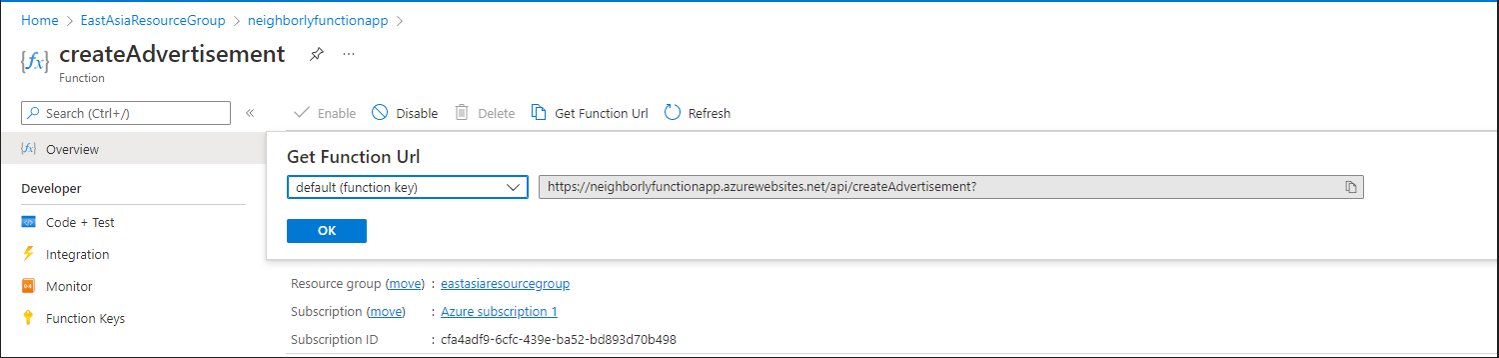 Home > EastAsiaResourceGroup > neighborlyfunctionapp >
{fx} createAdvertisement ...
Function
Search (Ctrl+/) «
Enable Disable Delete Get Function Url Refresh
{fx} Overview
Get Function Url
default (function key) https://neighborlyfunctionapp.azurewebsites.net/api/createAdvertisement?
OK
Developer
Code + Test
Integration
Monitor
Function Keys
Resource group (move) : eastasiaresourcegroup
Subscription (move) : Azure subscription 1
Subscription ID : cfa4adf9-6cfc-439e-ba52-bd893d70b498